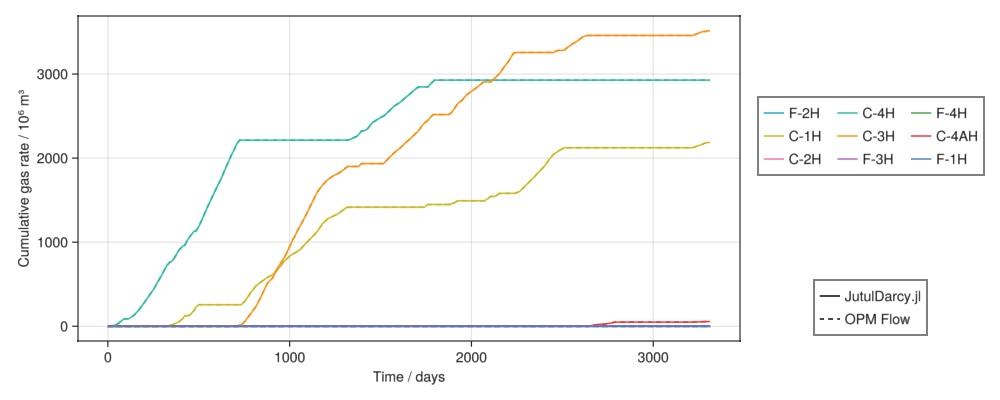 Cumulative gas rate / 10⁶ m³
3000
2000
1000
0
0 1000 2000 3000
Time / days
F-2H C-4H F-4H
C-1H C-3H C-4AH
C-2H F-3H F-1H
JutulDarcy.jl
OPM Flow